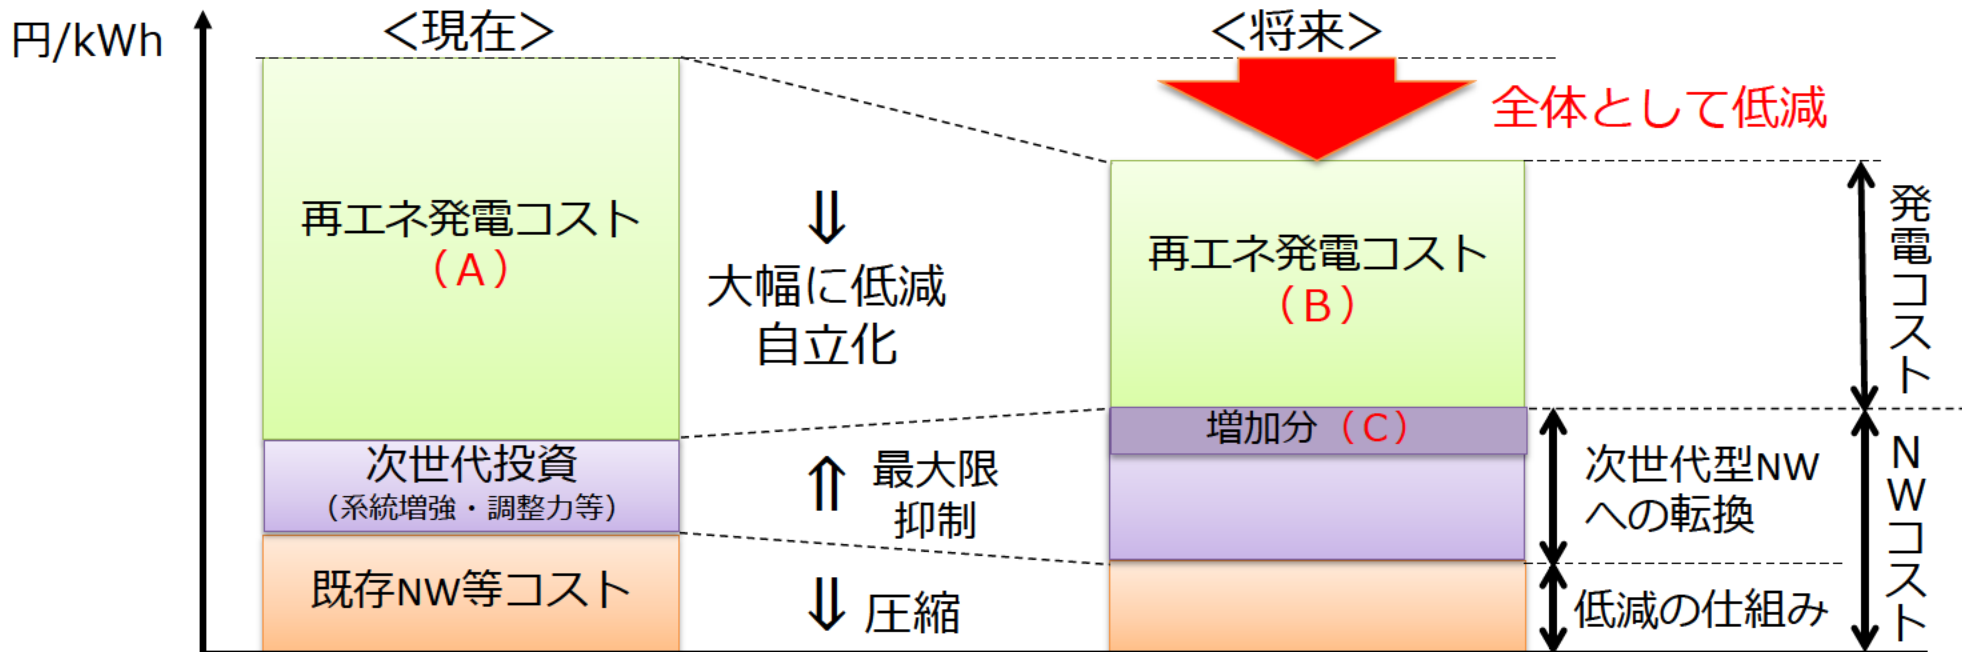 円/kWh
＜現在＞
＜将来＞
全体として低減
再エネ発電コスト
（A）
⇓
大幅に低減
自立化
再エネ発電コスト
（B）
発電コスト
増加分（C）
次世代投資
（系統増強・調整力等）
⇑ 最大限
抑制
次世代型NW
への転換
NWコスト
既存NW等コスト
⇓ 圧縮
低減の仕組み